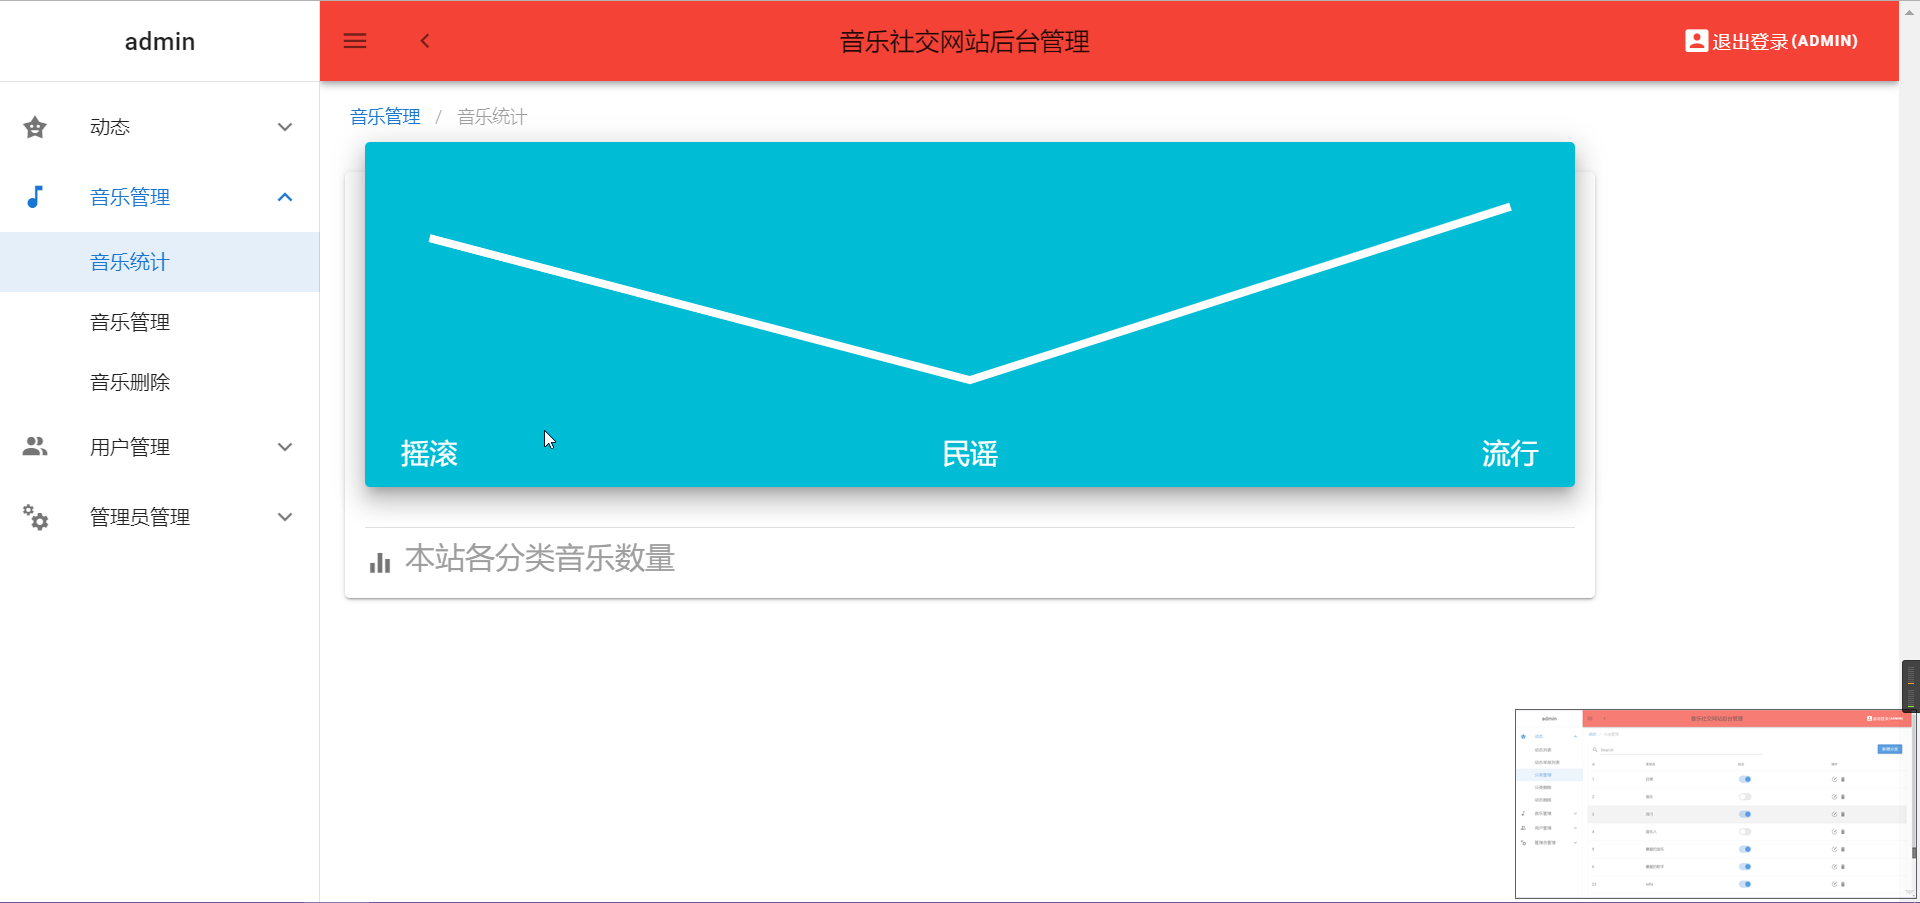 admin
音乐社交网站后台管理
退出登录(ADMIN)
音乐管理 / 音乐统计
动态
音乐管理
音乐统计
音乐管理
音乐删除
用户管理
管理员管理
摇滚
民谣
流行
本站各分类音乐数量
admin
音乐社交网站后台管理